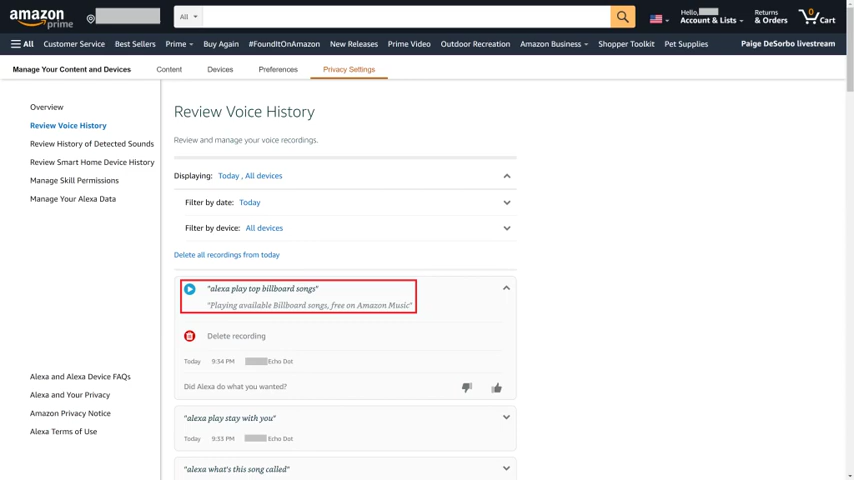 amazon
prime
All
Hello,
Account & Lists
Returns
& Orders
0
Cart
All
Customer Service
Best Sellers
Prime
Buy Again
#FoundItOnAmazon
New Releases
Prime Video
Outdoor Recreation
Amazon Business
Shopper Toolkit
Pet Supplies
Paige DeSorbo livestream
Manage Your Content and Devices
Content
Devices
Preferences
Privacy Settings
Overview
Review Voice History
Review History of Detected Sounds
Review Smart Home Device History
Manage Skill Permissions
Manage Your Alexa Data
Alexa and Alexa Device FAQs
Alexa and Your Privacy
Amazon Privacy Notice
Alexa Terms of Use
Review Voice History
Review and manage your voice recordings.
Displaying: Today , All devices
Filter by date: Today
Filter by device: All devices
Delete all recordings from today
"alexa play top billboard songs"
"Playing available Billboard songs, free on Amazon Music"
Delete recording
Today 9:34 PM Echo Dot
Did Alexa do what you wanted?
"alexa play stay with you"
Today 9:33 PM Echo Dot
"alexa what's this song called"